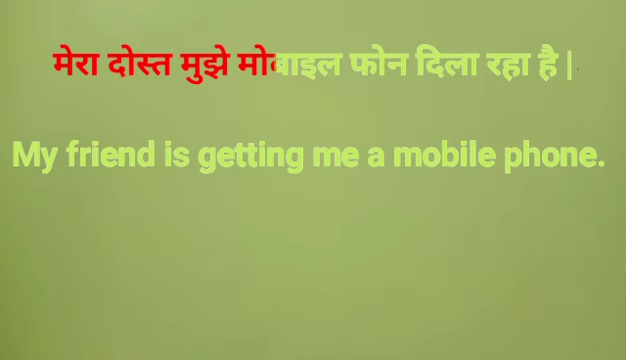 मेरा दोस्त मुझे मोबाइल फोन दिला रहा है |
My friend is getting me a mobile phone.